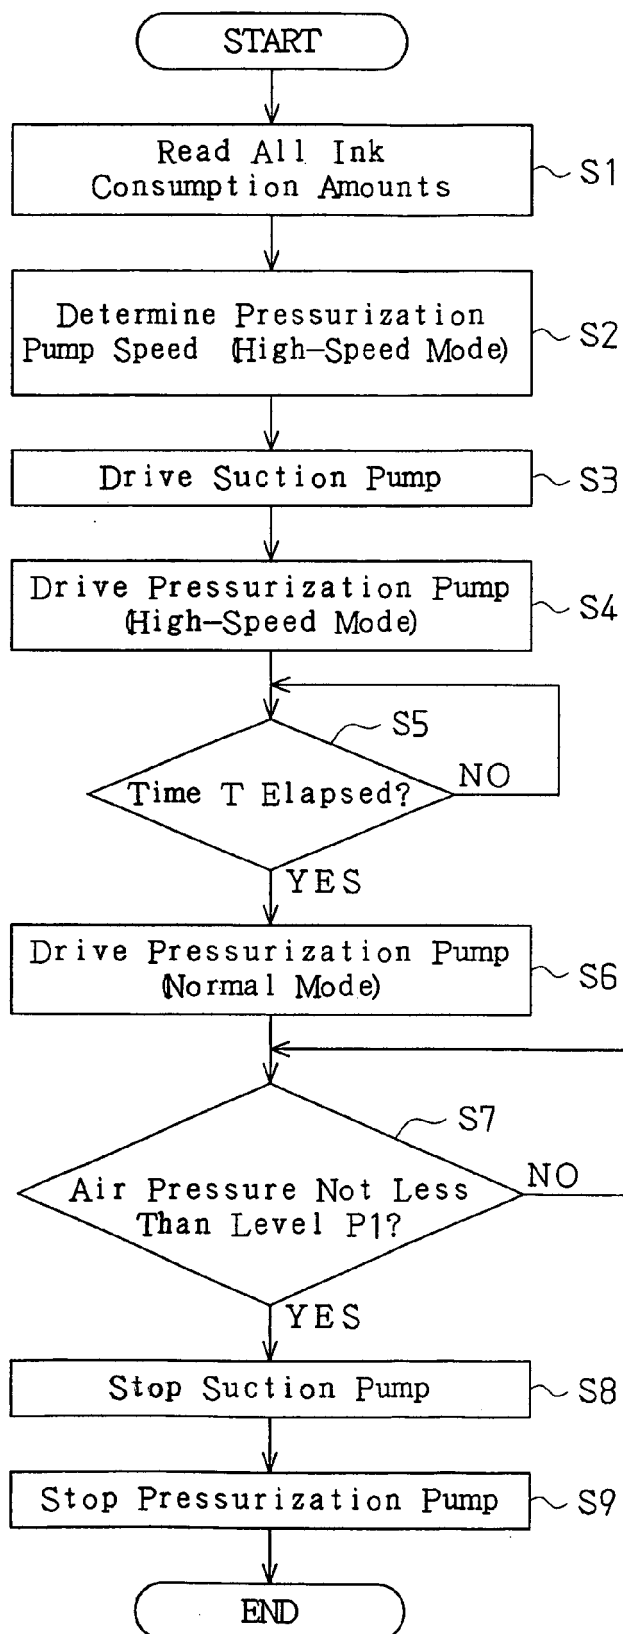 START
Read All Ink
Consumption Amounts
S1
Determine Pressurization
Pump Speed (High-Speed Mode)
S2
Drive Suction Pump
S3
Drive Pressurization Pump
(High-Speed Mode)
S4
S5
Time T Elapsed?
NO
YES
Drive Pressurization Pump
(Normal Mode)
S6
S7
Air Pressure Not Less
Than Level P1?
NO
YES
Stop Suction Pump
S8
Stop Pressurization Pump
S9
END